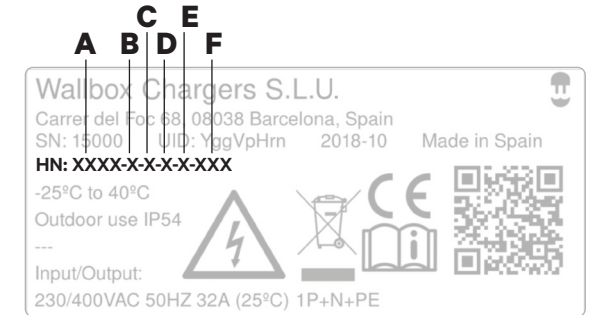 C E
A B D F
Wallbox Chargers S.L.U.
Carrer del Foc 68, 08038 Barcelona, Spain
SN: 15000 UID: YggVpHrn 2018-10 Made in Spain
HN: XXXX-X-X-X-X-XXX
-25ºC to 40ºC
Outdoor use IP54
---
Input/Output:
230/400VAC 50HZ 32A (25ºC) 1P+N+PE
CE
i